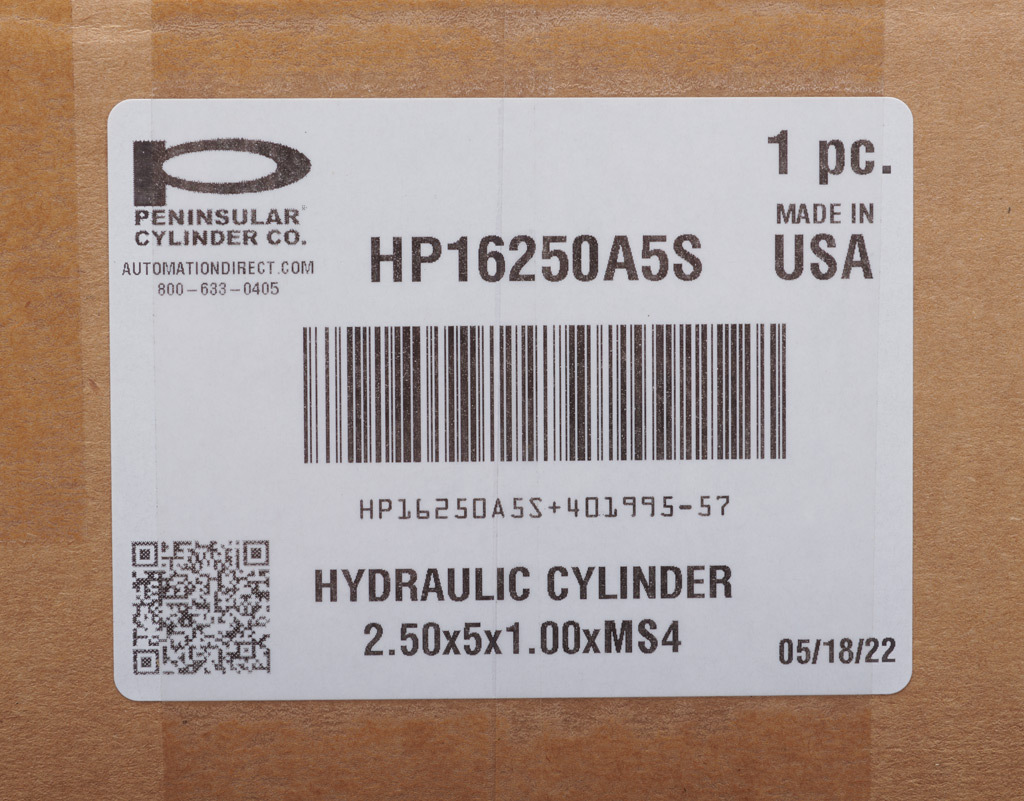 PENINSULAR
CYLINDER CO.
AUTOMATIONDIRECT.COM
800-633-0405
HP16250A5S
1 pc.
MADE IN
USA
HP16250A5S+401995-57
HYDRAULIC CYLINDER
2.50x5x1.00xMS4
05/18/22